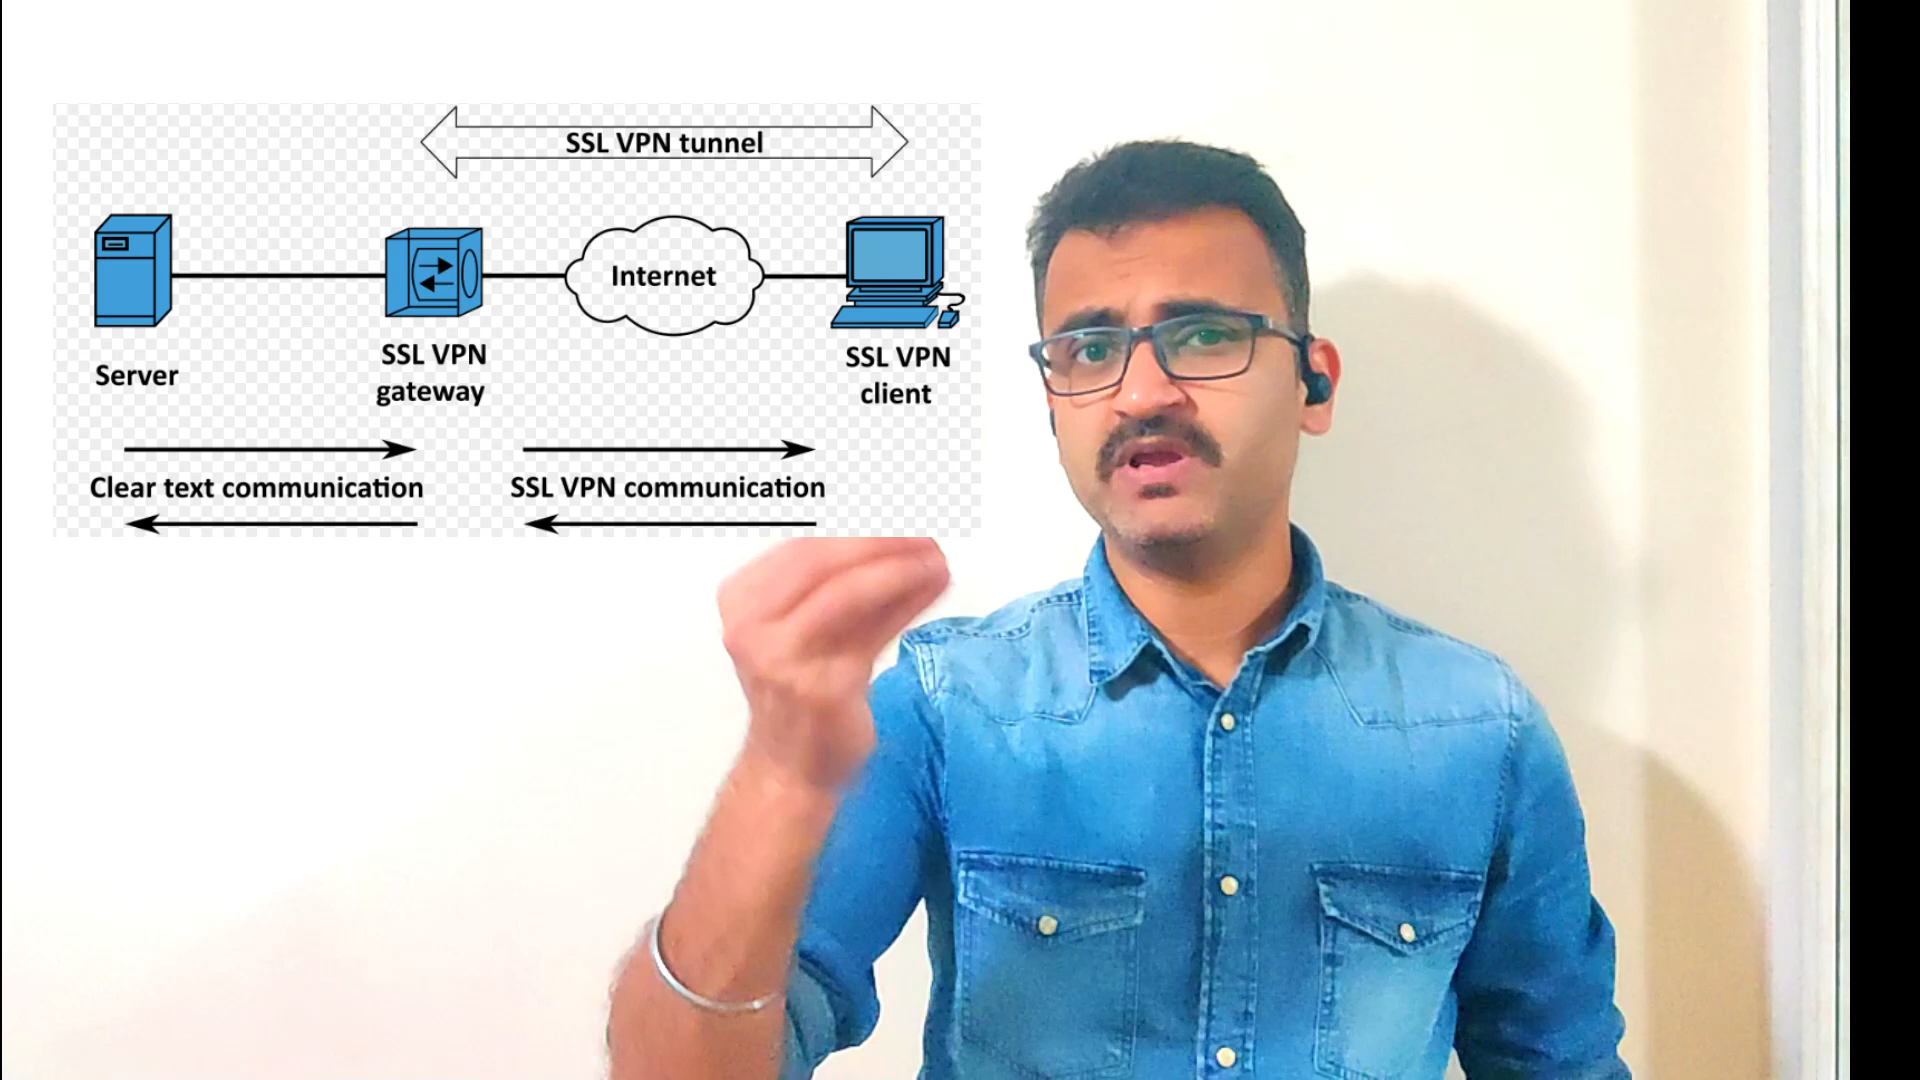 SSL VPN tunnel
Internet
Server
SSL VPN
gateway
SSL VPN
client
Clear text communication
SSL VPN communication